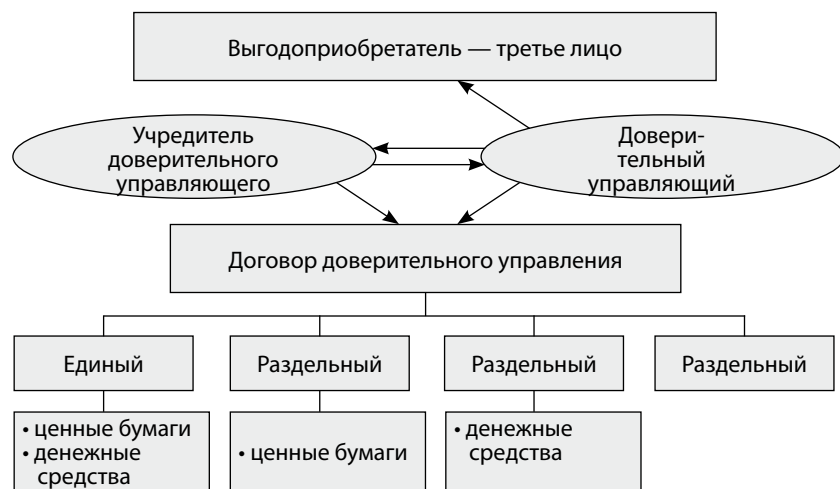 Выгодоприобретатель — третье лицо
Учредитель
доверительного
управляющего
Довери-
тельный
управляющий
Договор доверительного управления
Единый
Раздельный
Раздельный
Раздельный
• ценные бумаги
• денежные
средства
• ценные бумаги
• денежные
средства